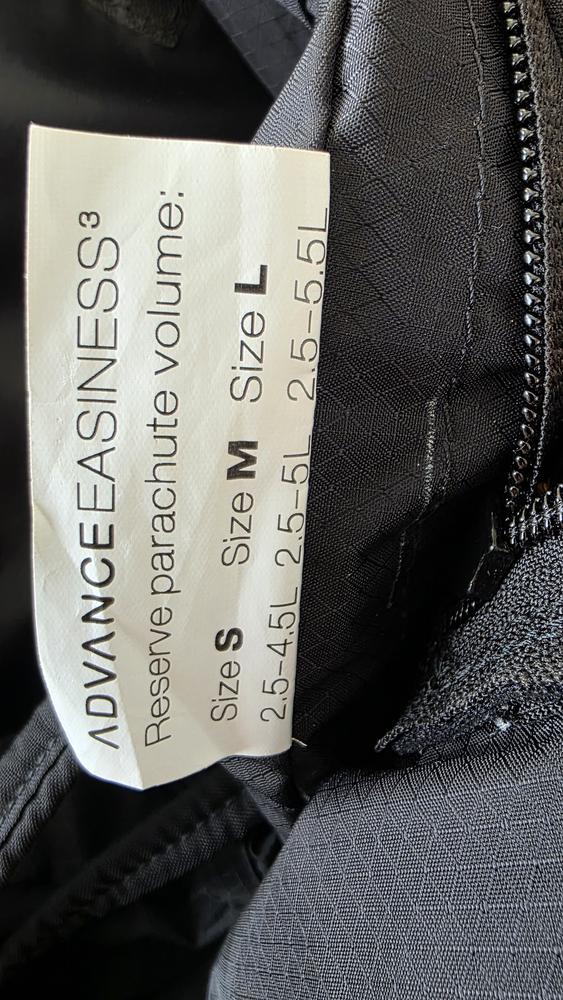 ADVANCE EASINESS³
Reserve parachute volume:
Size S Size M Size L
2.5–4.5L 2.5–5L 2.5–5.5L